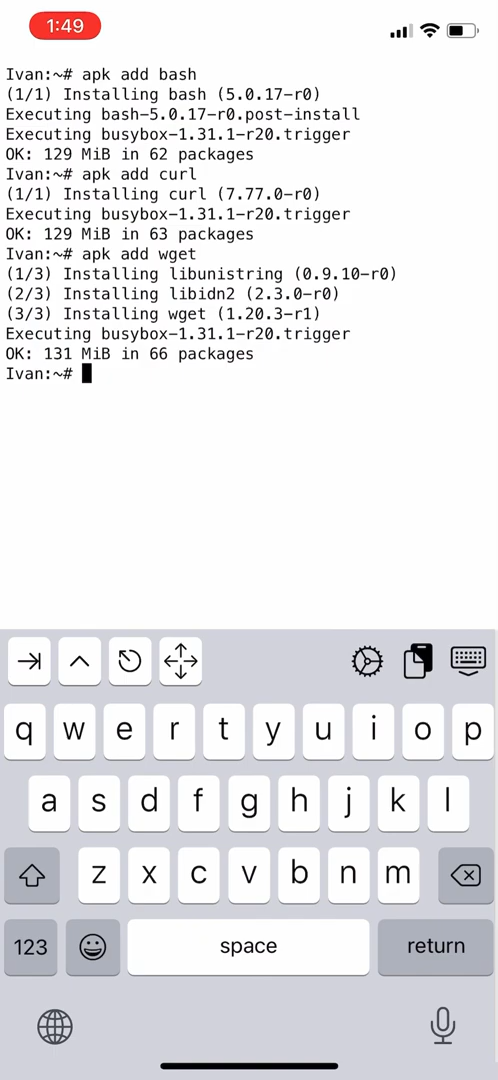 1:49
Ivan:~# apk add bash
(1/1) Installing bash (5.0.17-r0)
Executing bash-5.0.17-r0.post-install
Executing busybox-1.31.1-r20.trigger
OK: 129 MiB in 62 packages
Ivan:~# apk add curl
(1/1) Installing curl (7.77.0-r0)
Executing busybox-1.31.1-r20.trigger
OK: 129 MiB in 63 packages
Ivan:~# apk add wget
(1/3) Installing libunistring (0.9.10-r0)
(2/3) Installing libidn2 (2.3.0-r0)
(3/3) Installing wget (1.20.3-r1)
Executing busybox-1.31.1-r20.trigger
OK: 131 MiB in 66 packages
Ivan:~#
q w e r t y u i o p
a s d f g h j k l
z x c v b n m
123 space return